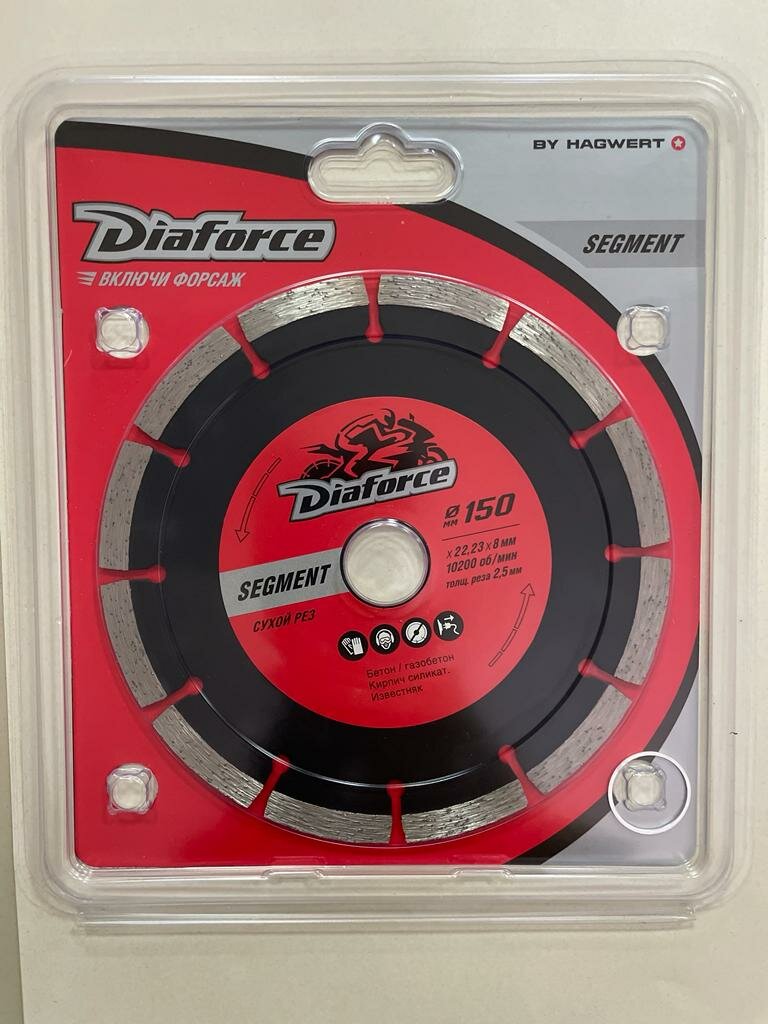 BY HAGWERT
Diaforce
SEGMENT
ВКЛЮЧИ ФОРСАЖ
Diaforce
Ø мм 150
x 22,23 x 8 мм
10200 об/мин
толщ. реза 2,5 мм
SEGMENT
СУХОЙ РЕЗ
Бетон / газобетон
Кирпич силикат.
Известняк